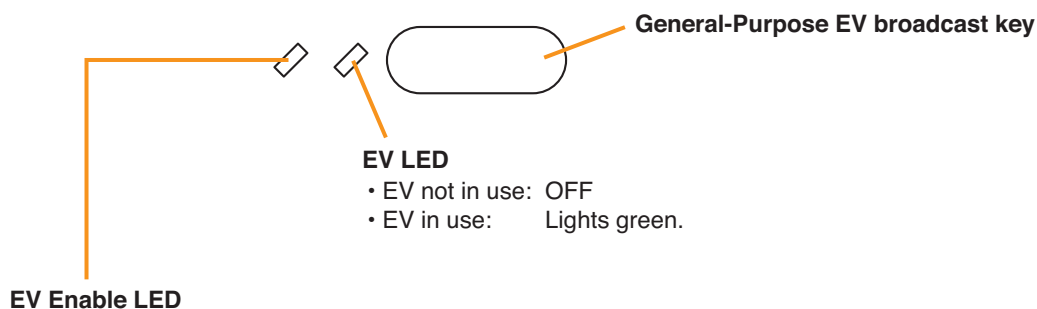 General-Purpose EV broadcast key
EV LED
・EV not in use: OFF
・EV in use: Lights green.
EV Enable LED